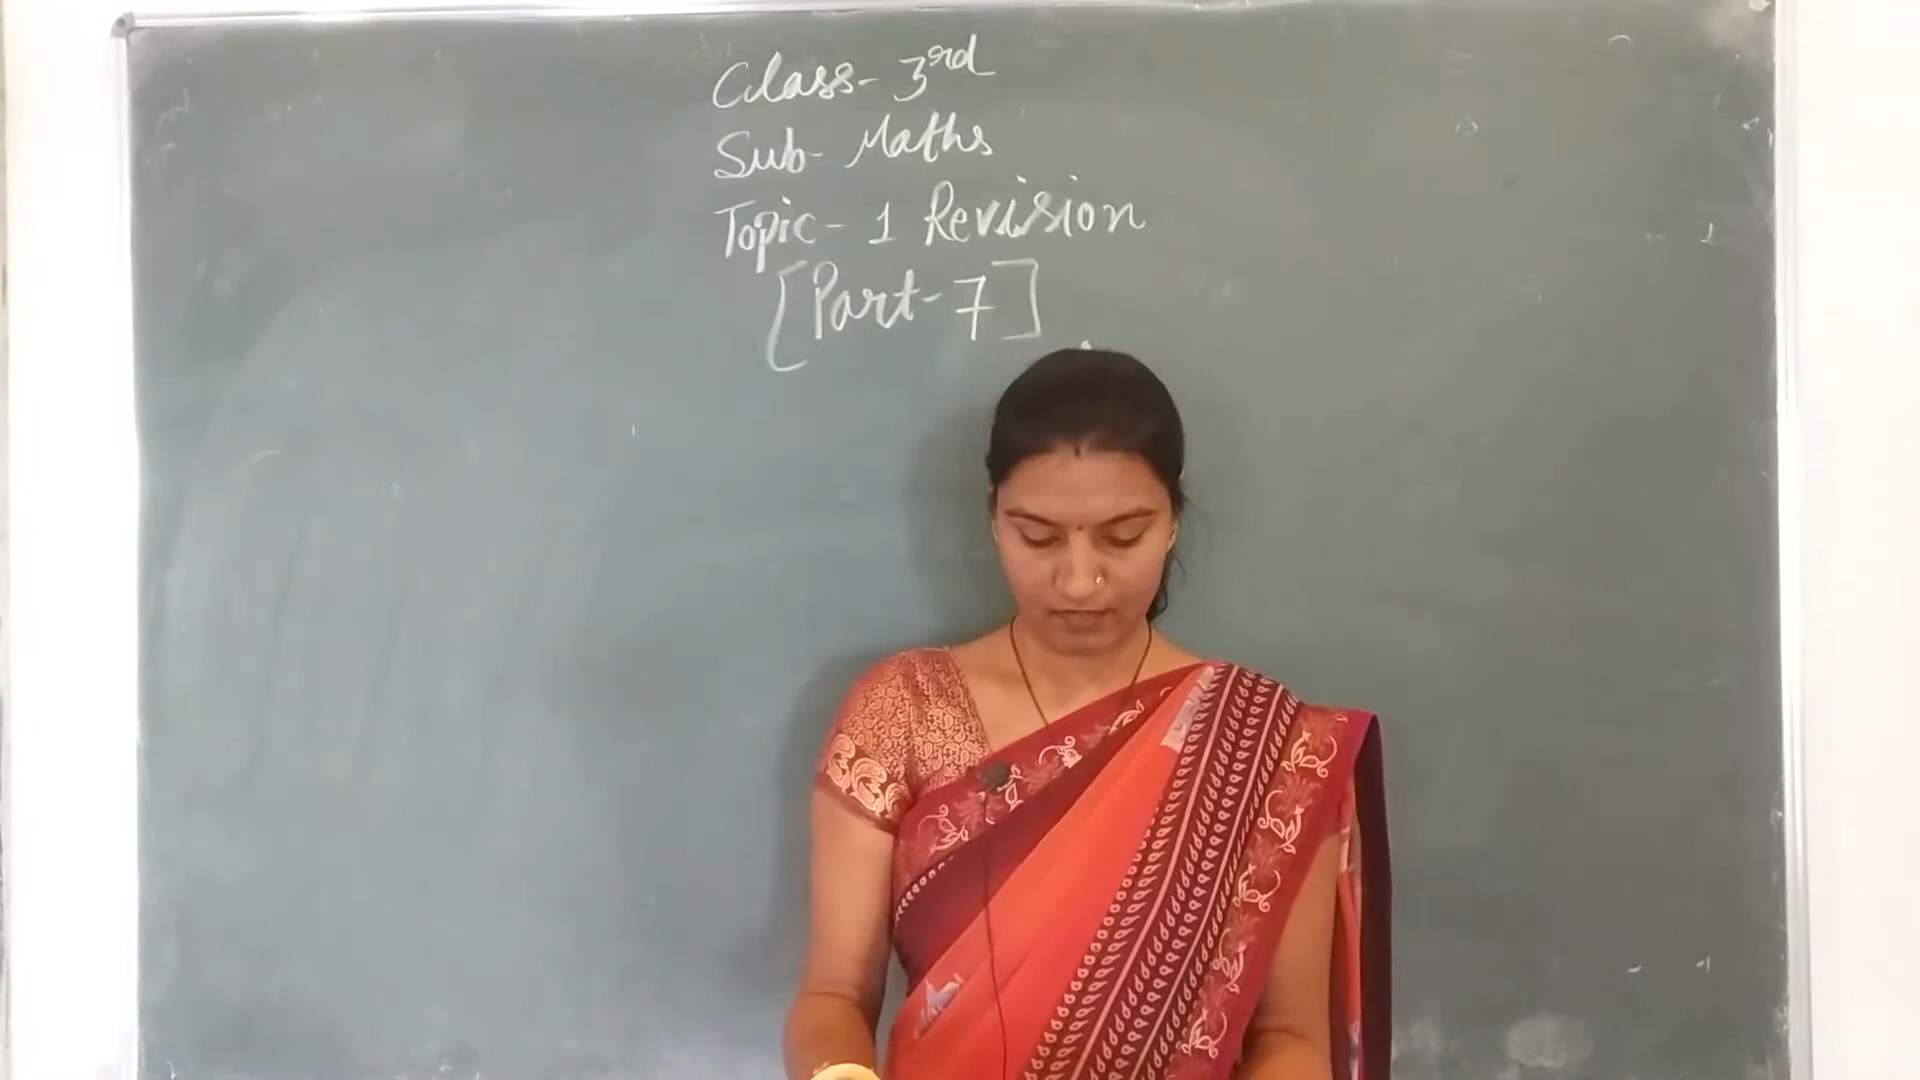 Class- 3rd
Sub- Maths
Topic- 1 Revision
[Part-7]